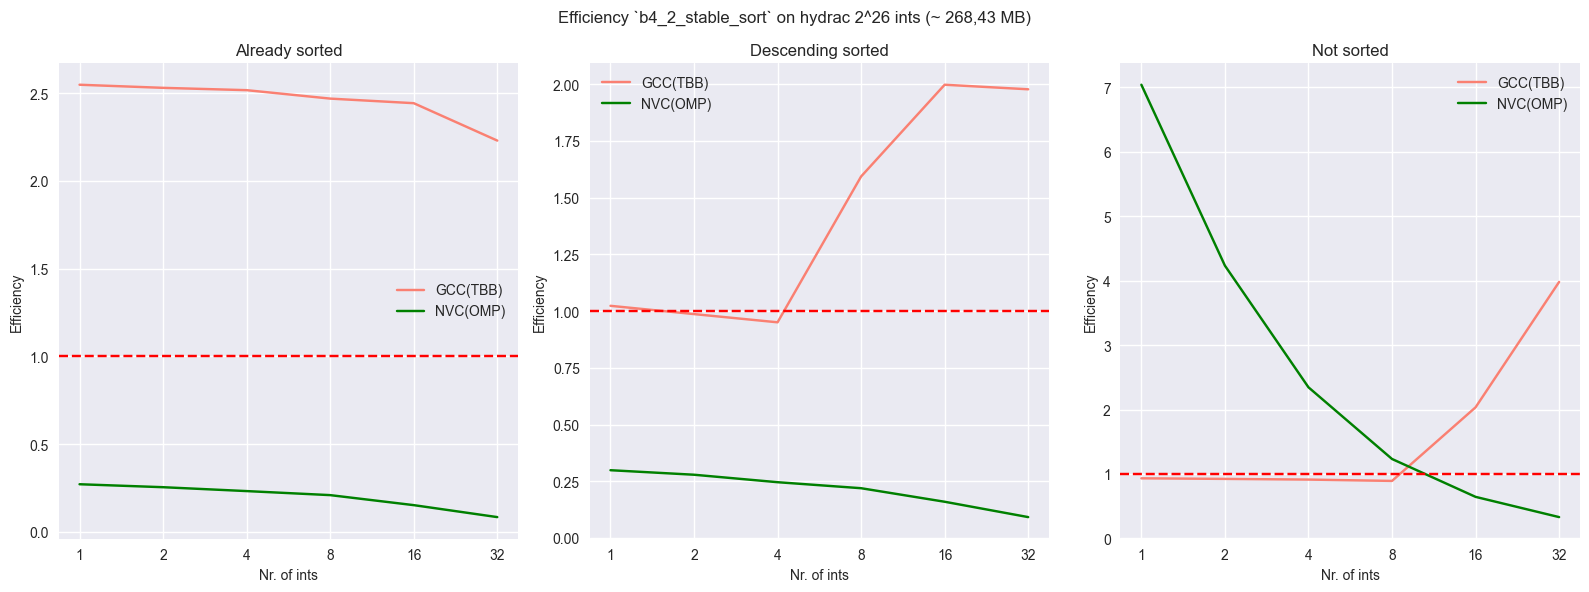 Efficiency `b4_2_stable_sort` on hydrac 2^26 ints (~ 268,43 MB)
Already sorted
2.5
2.0
1.5
1.0
0.5
0.0
Efficiency
GCC(TBB)
NVC(OMP)
1 2 4 8 16 32
Nr. of ints
Descending sorted
GCC(TBB)
NVC(OMP)
2.00
1.75
1.50
1.25
1.00
0.75
0.50
0.25
0.00
Efficiency
1 2 4 8 16 32
Nr. of ints
Not sorted
GCC(TBB)
NVC(OMP)
7
6
5
4
3
2
1
0
Efficiency
1 2 4 8 16 32
Nr. of ints